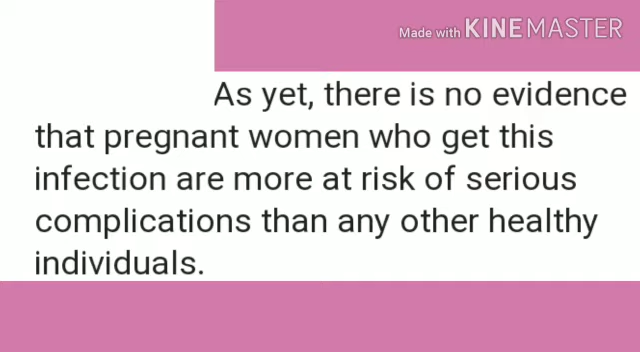 Made with KINEMASTER
As yet, there is no evidence
that pregnant women who get this
infection are more at risk of serious
complications than any other healthy
individuals.